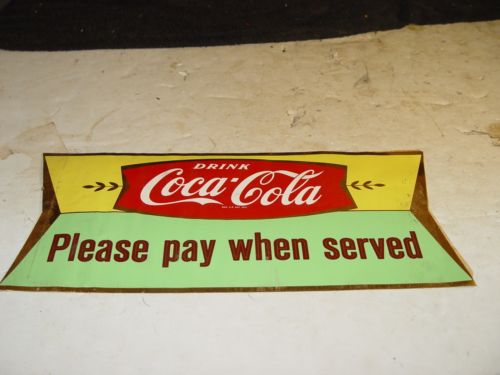 DRINK
Coca-Cola
Please pay when served